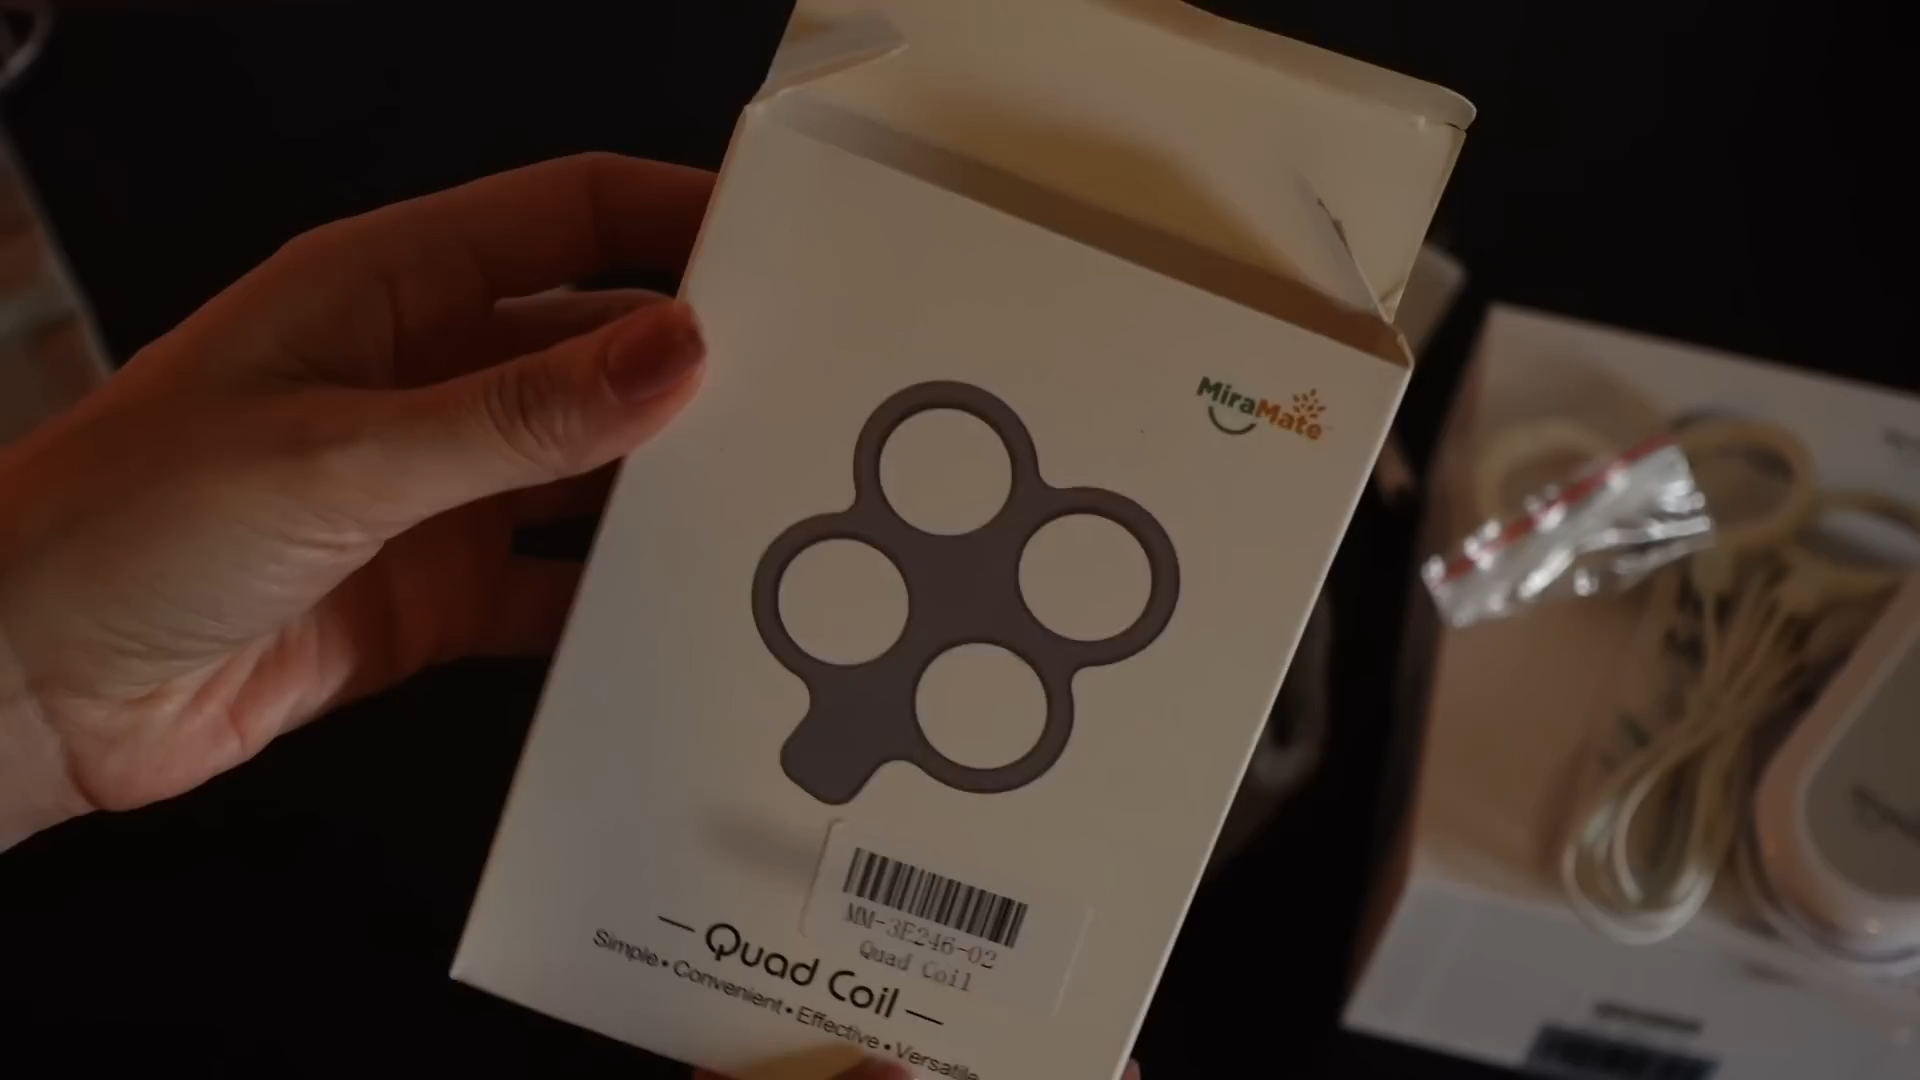 MiraMate
MM-3E246-02
Quad Coil
— Quad Coil —
Simple • Convenient • Effective • Versatile